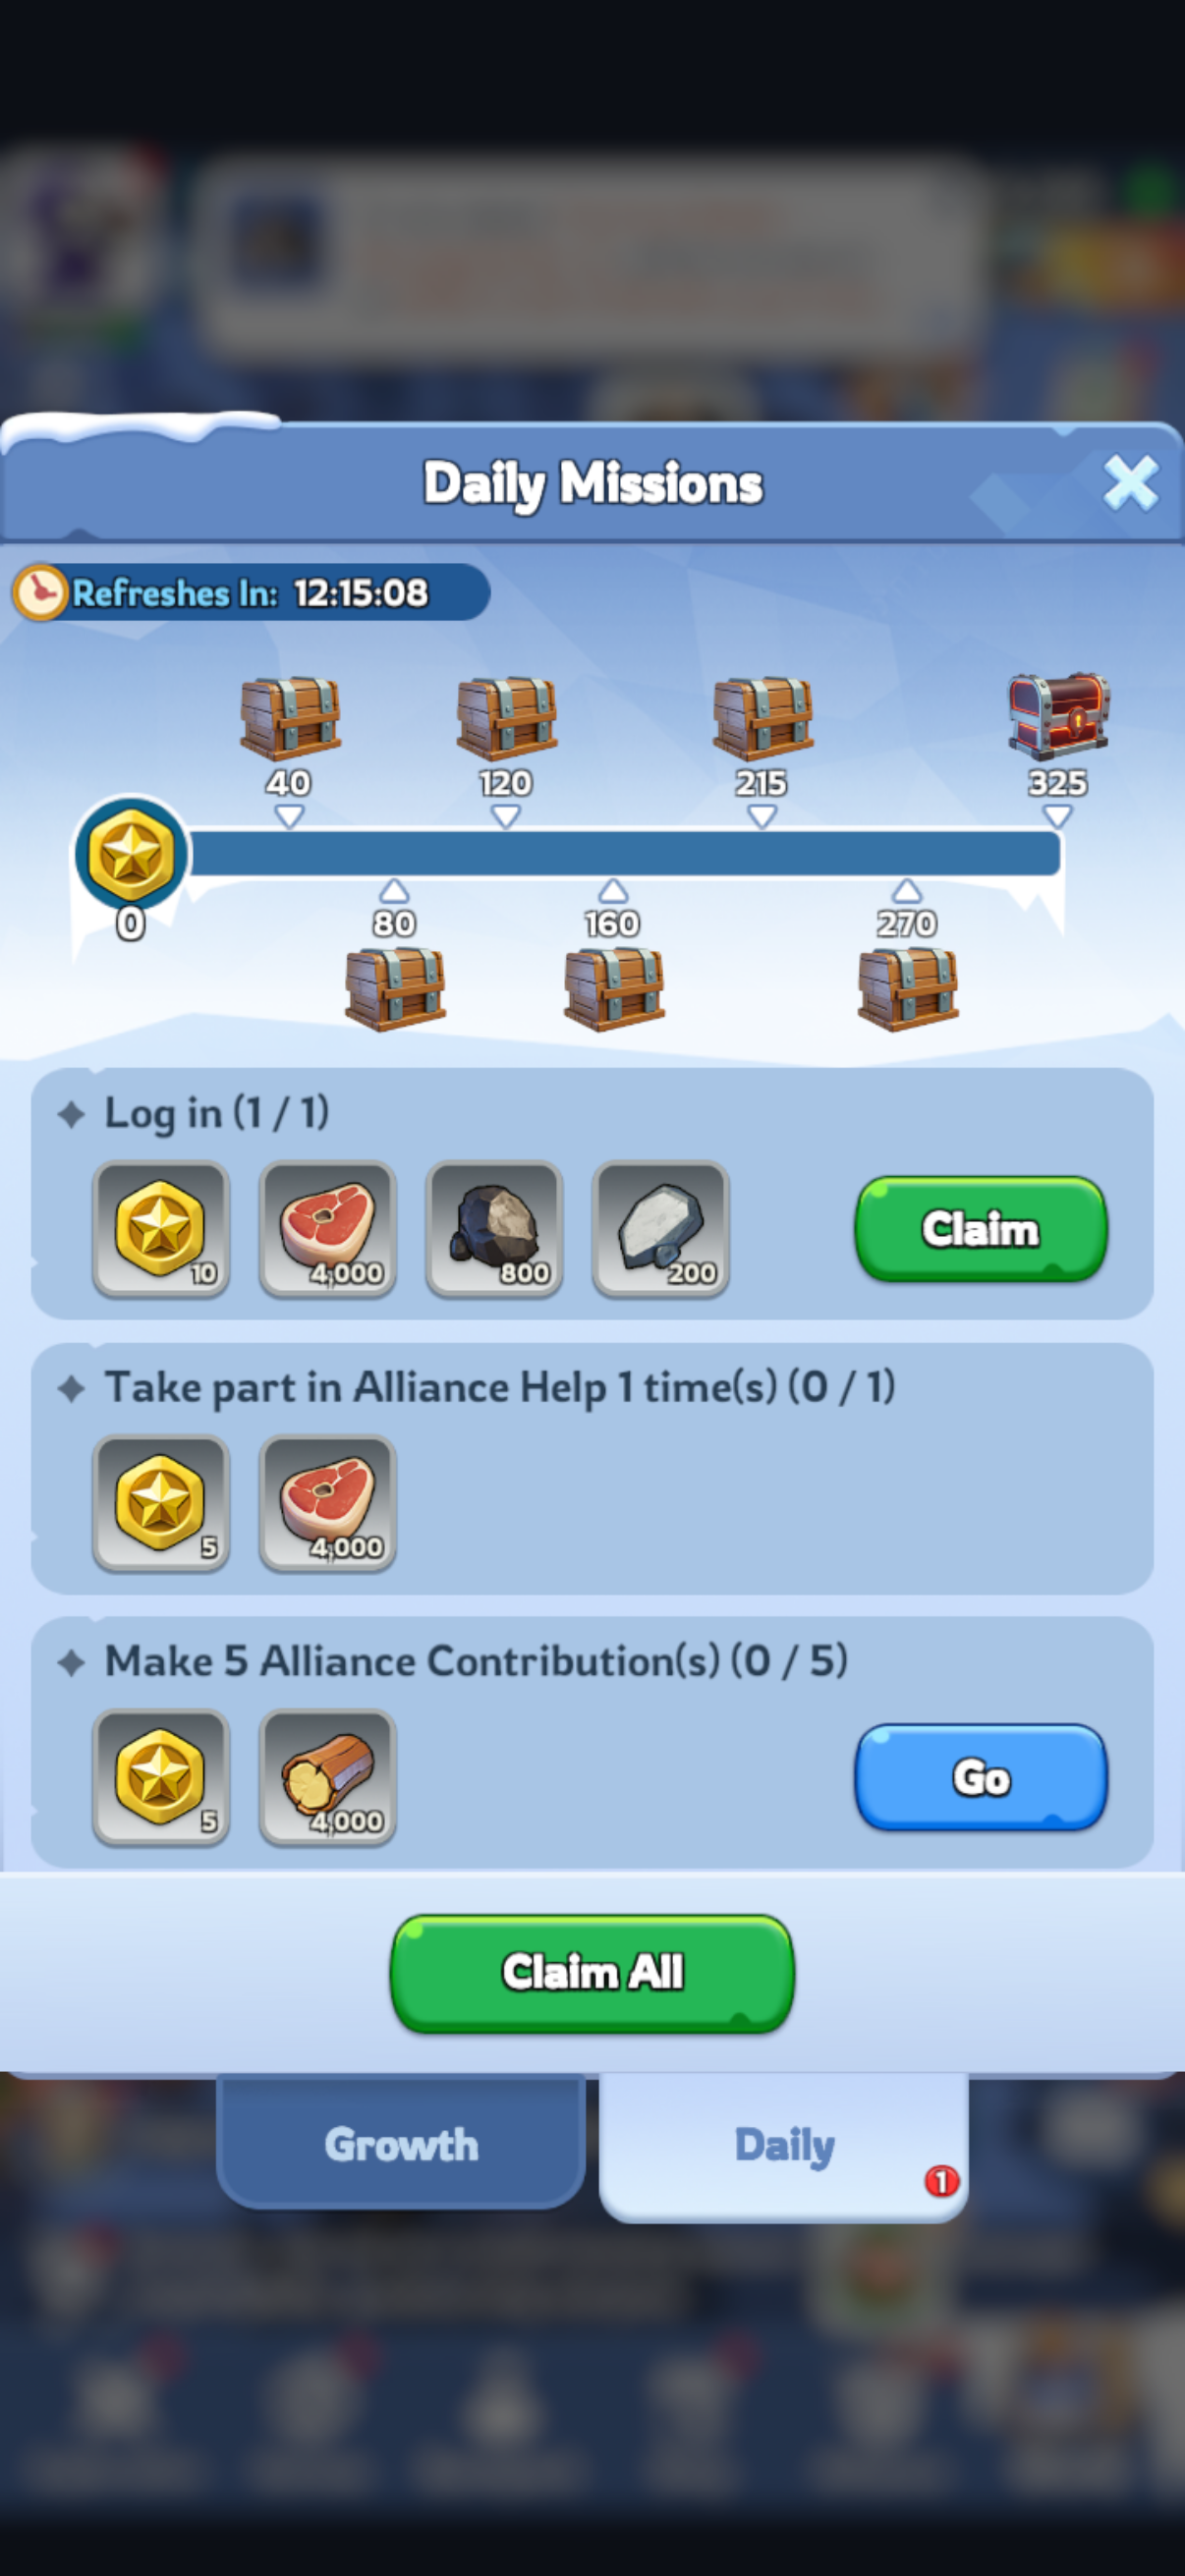 Daily Missions
Refreshes In: 12:15:08
40 120 215 325
0
80 160 270
Log in (1 / 1)
10 4,000 800 200
Claim
Take part in Alliance Help 1 time(s) (0 / 1)
5 4,000
Make 5 Alliance Contribution(s) (0 / 5)
5 4,000
Go
Claim All
Growth
Daily
1